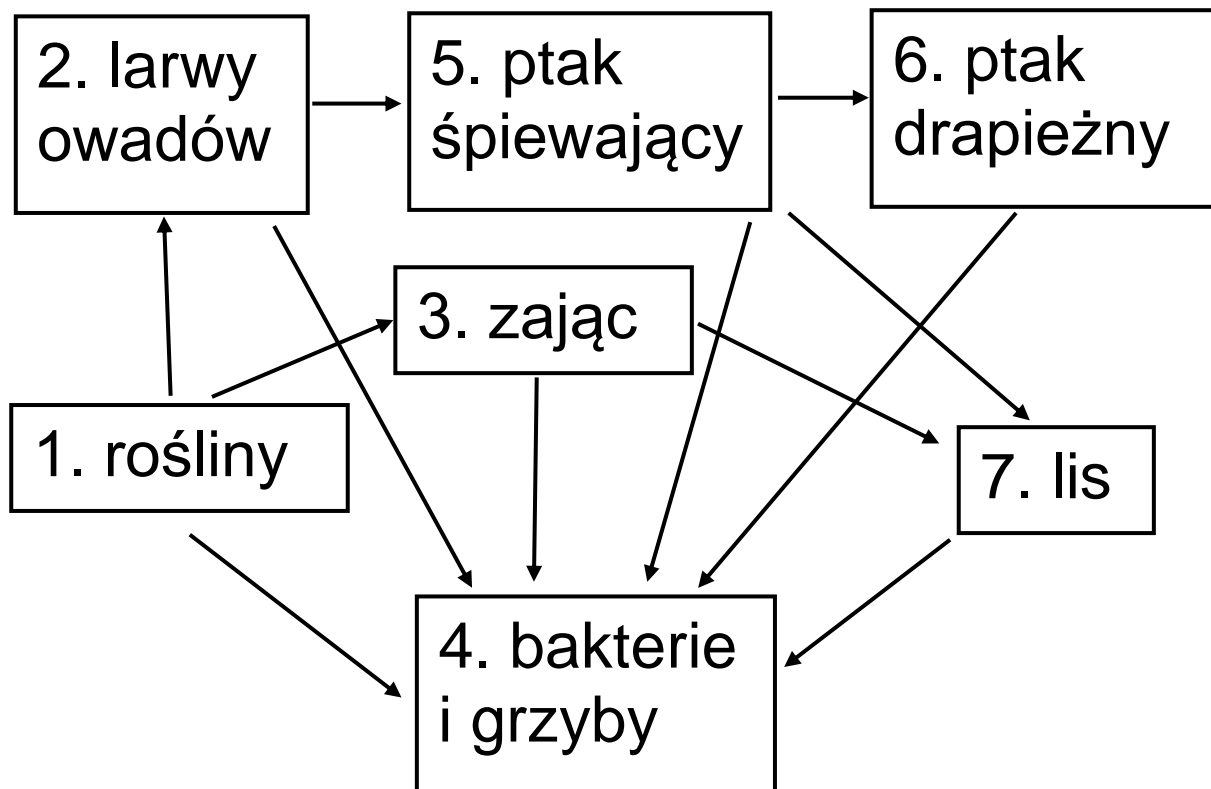 2. larwy
owadów
5. ptak
śpiewający
6. ptak
drapieżny
3. zając
1. rośliny
7. lis
4. bakterie
i grzyby